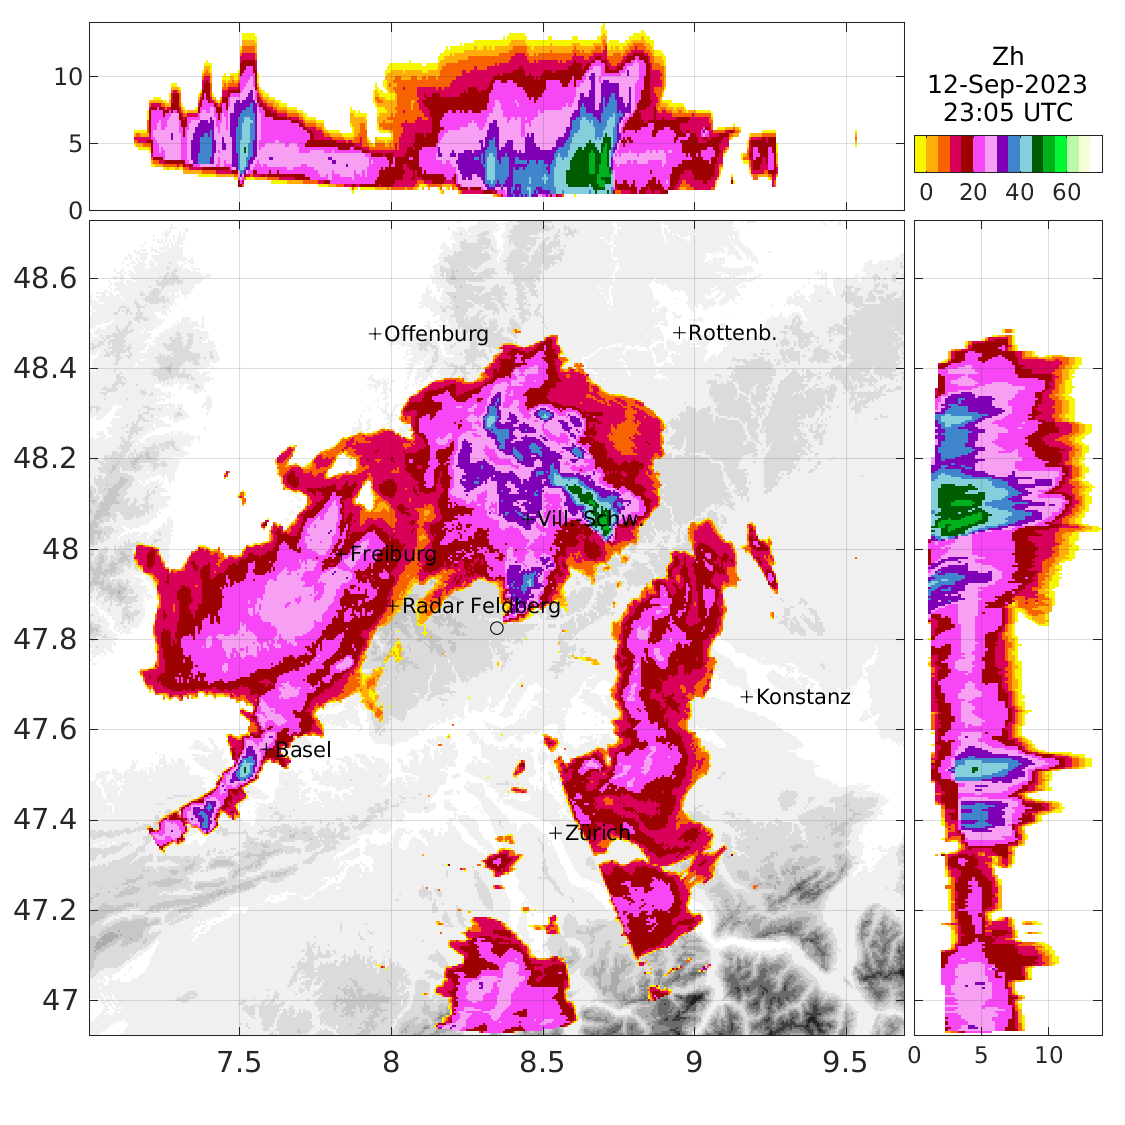 10
5
0
Zh
12-Sep-2023
23:05 UTC
0
20
40
60
48.6
48.4
48.2
48
47.8
47.6
47.4
47.2
47
+Offenburg
+Rottenb.
+Vill.-Schw.
+Freiburg
+Radar Feldberg
+Konstanz
+Basel
+Zürich
7.5
8
8.5
9
9.5
0
5
10